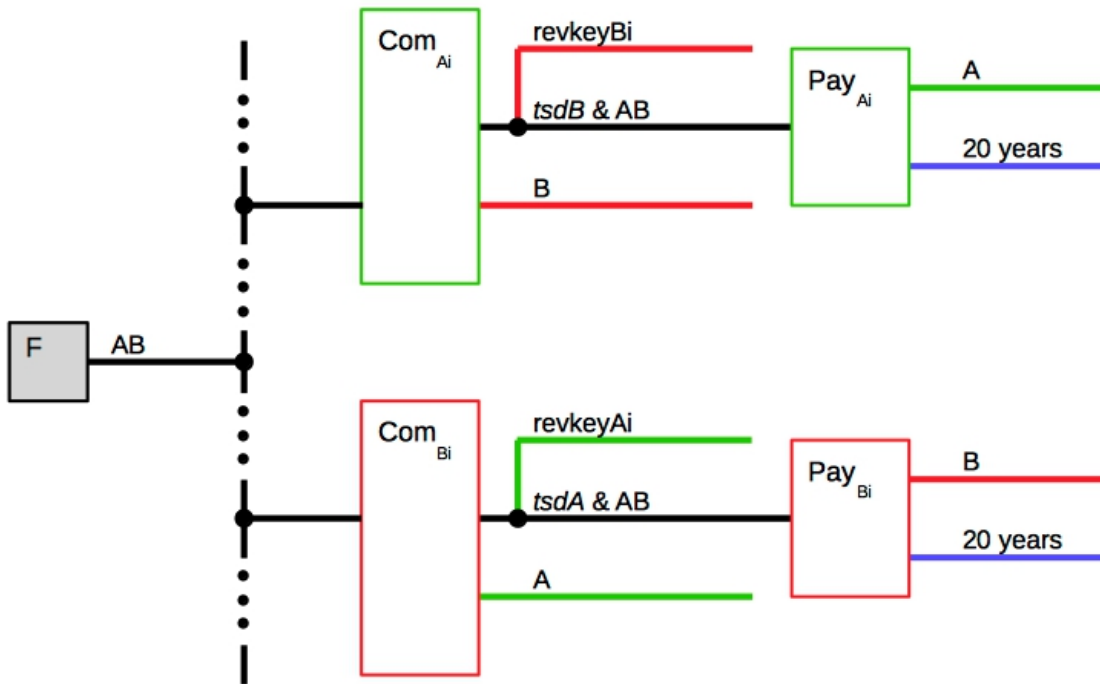 Com Ai
revkeyBi
tsdB & AB
B
Pay Ai
A
20 years
F
AB
Com Bi
revkeyAi
tsdA & AB
A
Pay Bi
B
20 years